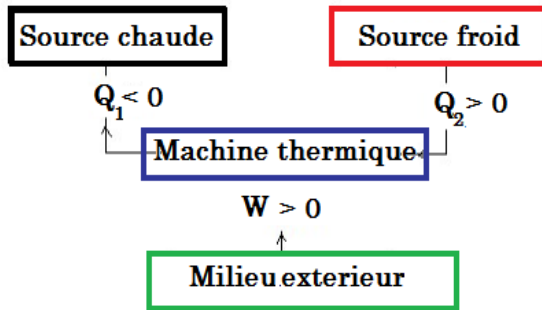 Source chaude
Source froid
Q1 < 0
Q2 > 0
Machine thermique
W > 0
Milieu exterieur